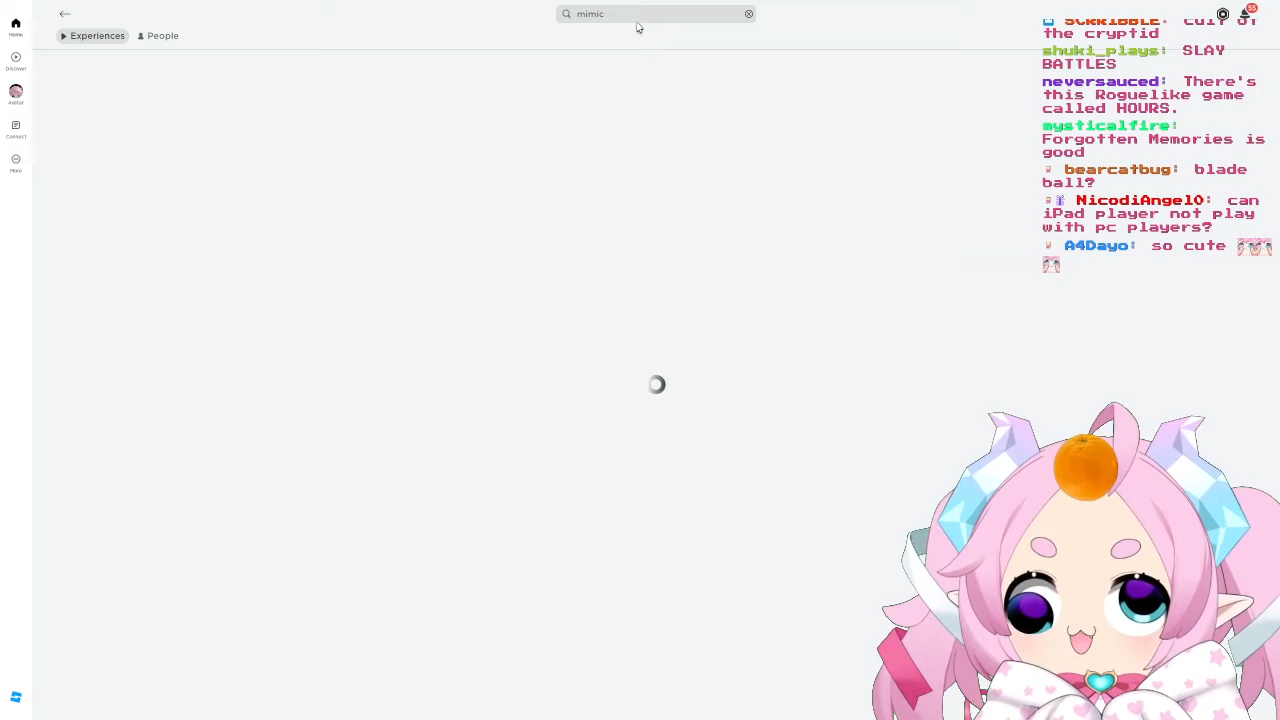 mimic
55
Home
Experiences
People
Discover
Avatar
Connect
More
SCRRIBBLE: cult of
the cryptid
shuki_plays: SLAY
BATTLES
neversauced: There's
this Roguelike game
called HOURS.
mysticalfire:
Forgotten Memories is
good
bearcatbug: blade
ball?
NicodiAngel0: can
iPad player not play
with pc players?
A4Dayo: so cute